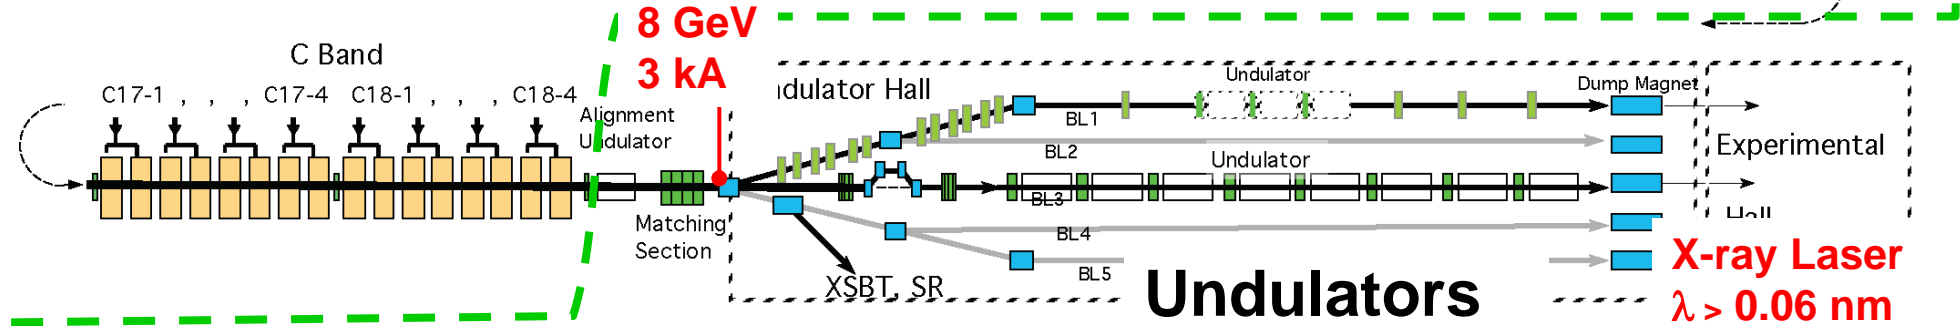 8 GeV
3 kA
C Band
C17-1 , , , C17-4 C18-1 , , , C18-4
Alignment
Undulator
Matching
Section
ndulator Hall
BL1
Undulator
Dump Magnet
BL2
Undulator
BL3
BL4
BL5
XSBT, SR
Experimental
Hall
Undulators
X-ray Laser
λ > 0.06 nm